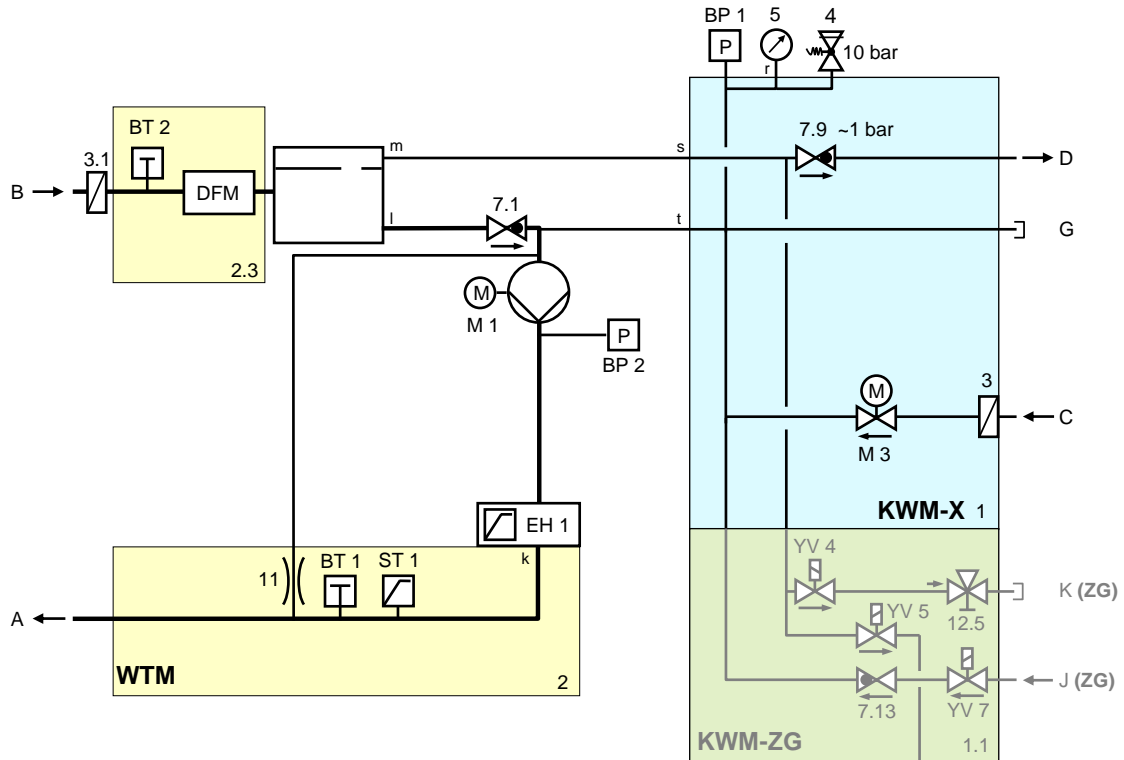 BP 1
5
4
P
r
10 bar
BT 2
3.1
m
s
7.9 ~1 bar
B
D
DFM
7.1
l
t
G
2.3
M
M 1
P
BP 2
M
3
C
M 3
EH 1
KWM-X 1
k
YV 4
BT 1
ST 1
11
K (ZG)
A
YV 5
12.5
WTM
2
J (ZG)
7.13
YV 7
KWM-ZG
1.1